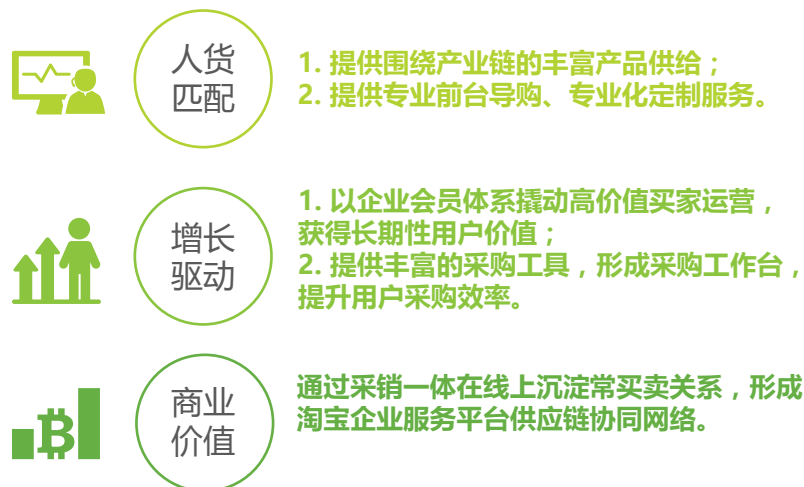 人货
匹配
1. 提供围绕产业链的丰富产品供给；
2. 提供专业前台导购、专业化定制服务。
增长
驱动
1. 以企业会员体系撬动高价值买家运营，
获得长期性用户价值；
2. 提供丰富的采购工具，形成采购工作台，
提升用户采购效率。
商业
价值
通过采销一体在线上沉淀常买卖关系，形成
淘宝企业服务平台供应链协同网络。